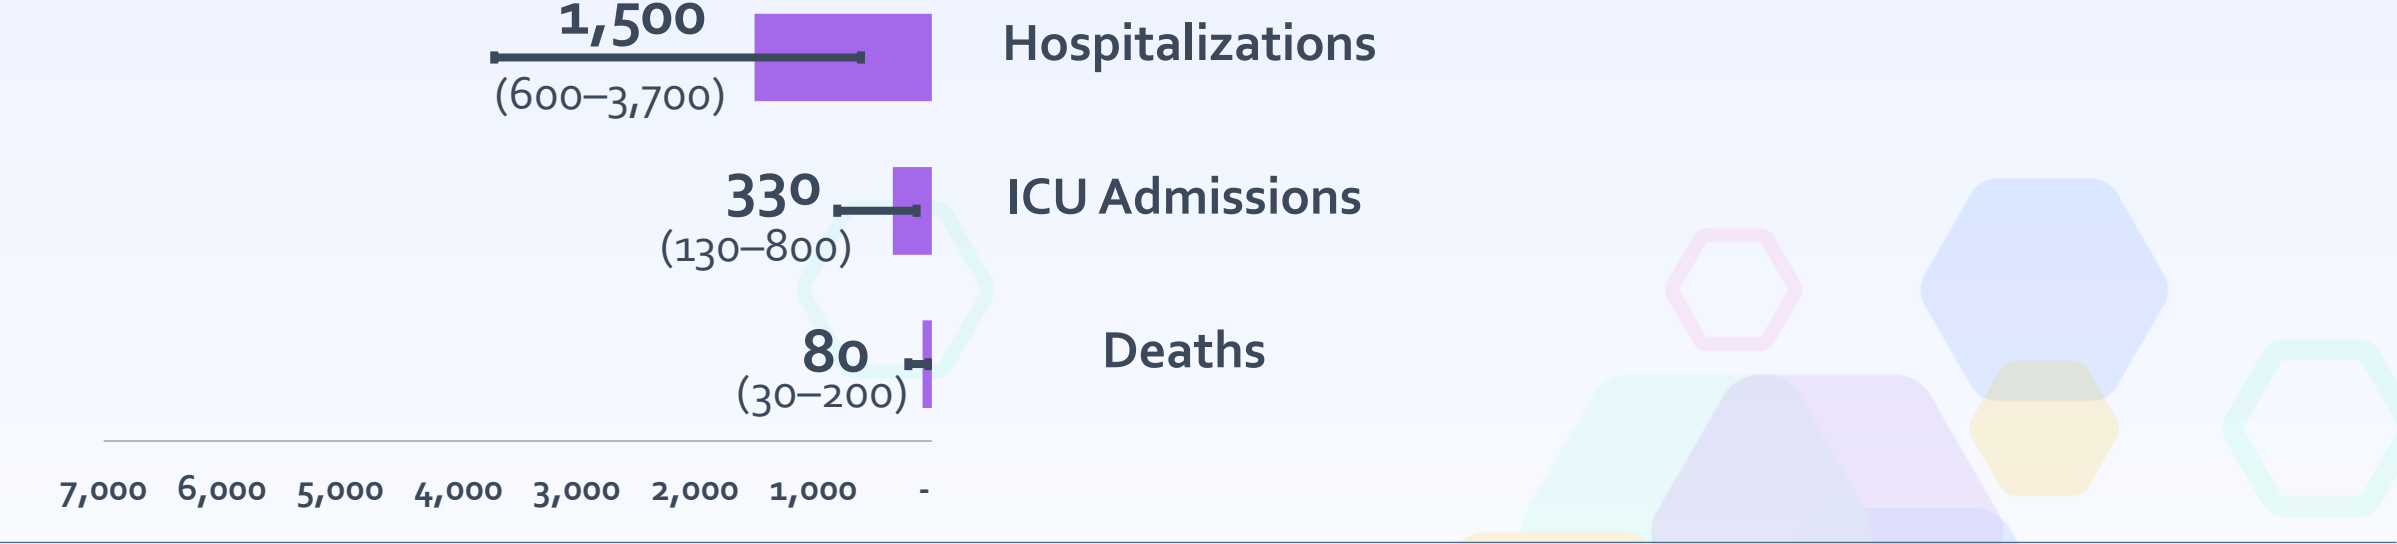 1,500
Hospitalizations
(600–3,700)
330
ICU Admissions
(130–800)
80
Deaths
(30–200)
7,000 6,000 5,000 4,000 3,000 2,000 1,000 -